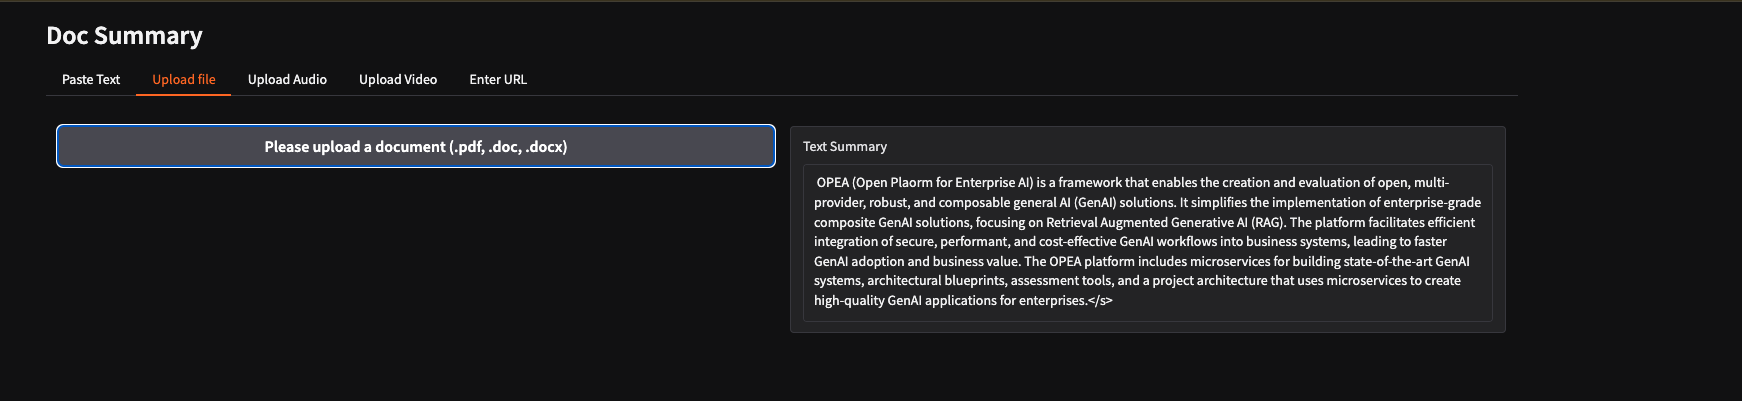 Doc Summary
Paste Text Upload file Upload Audio Upload Video Enter URL
Please upload a document (.pdf, .doc, .docx)
Text Summary
OPEA (Open Plaorm for Enterprise AI) is a framework that enables the creation and evaluation of open, multi-
provider, robust, and composable general AI (GenAI) solutions. It simplifies the implementation of enterprise-grade
composite GenAI solutions, focusing on Retrieval Augmented Generative AI (RAG). The platform facilitates efficient
integration of secure, performant, and cost-effective GenAI workflows into business systems, leading to faster
GenAI adoption and business value. The OPEA platform includes microservices for building state-of-the-art GenAI
systems, architectural blueprints, assessment tools, and a project architecture that uses microservices to create
high-quality GenAI applications for enterprises.</s>